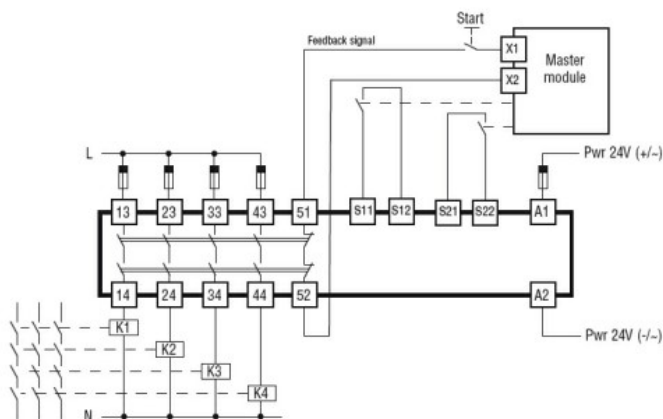 Start
Feedback signal
X1
Master
module
X2
L
Pwr 24V (+/~)
13 23 33 43 51 S11 S12 S21 S22 A1
14 24 34 44 52 A2
K1
K2
Pwr 24V (-/~)
K3
K4
N